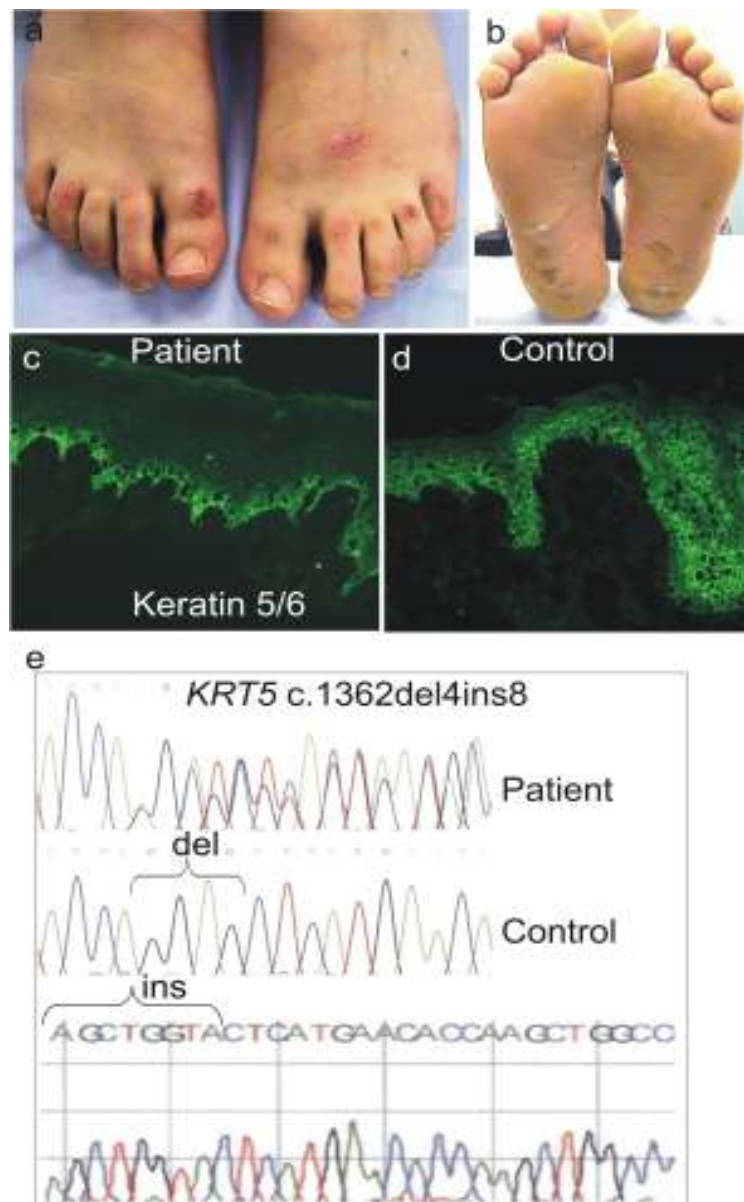 a
b
c Patient
d Control
Keratin 5/6
e
KRT5 c.1362del4ins8
Patient
del
Control
ins
AGCTGGTACTCATGAACACCAAGCTGGCC